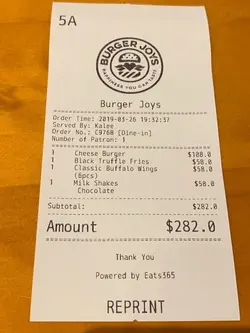 5A
BURGER JOYS
HAPPINESS YOU CAN TASTE
Burger Joys
Order Time: 2019-03-26 19:32:37
Served By: Kalee
Order No.: C9768 [Dine-in]
Number of Patron: 1
1 Cheese Burger $108.0
1 Black Truffle Fries $58.0
1 Classic Buffalo Wings $58.0
(6pcs)
1 Milk Shakes $58.0
Chocolate
Subtotal: $282.0
Amount $282.0
Thank You
Powered by Eats365
REPRINT